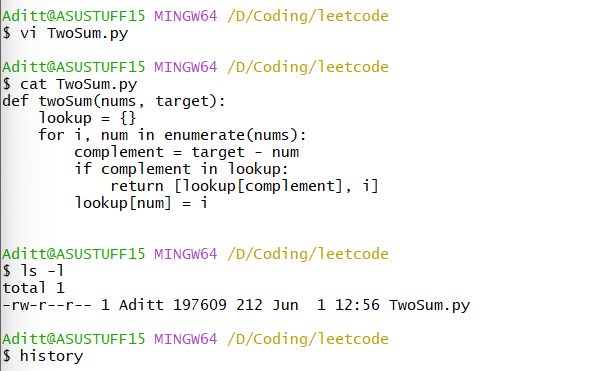 Aditt@ASUSTUFF15 MINGW64 /D/Coding/leetcode
$ vi TwoSum.py
Aditt@ASUSTUFF15 MINGW64 /D/Coding/leetcode
$ cat TwoSum.py
def twoSum(nums, target):
    lookup = {}
    for i, num in enumerate(nums):
        complement = target - num
        if complement in lookup:
            return [lookup[complement], i]
        lookup[num] = i
Aditt@ASUSTUFF15 MINGW64 /D/Coding/leetcode
$ ls -l
total 1
-rw-r--r-- 1 Aditt 197609 212 Jun  1 12:56 TwoSum.py
Aditt@ASUSTUFF15 MINGW64 /D/Coding/leetcode
$ history